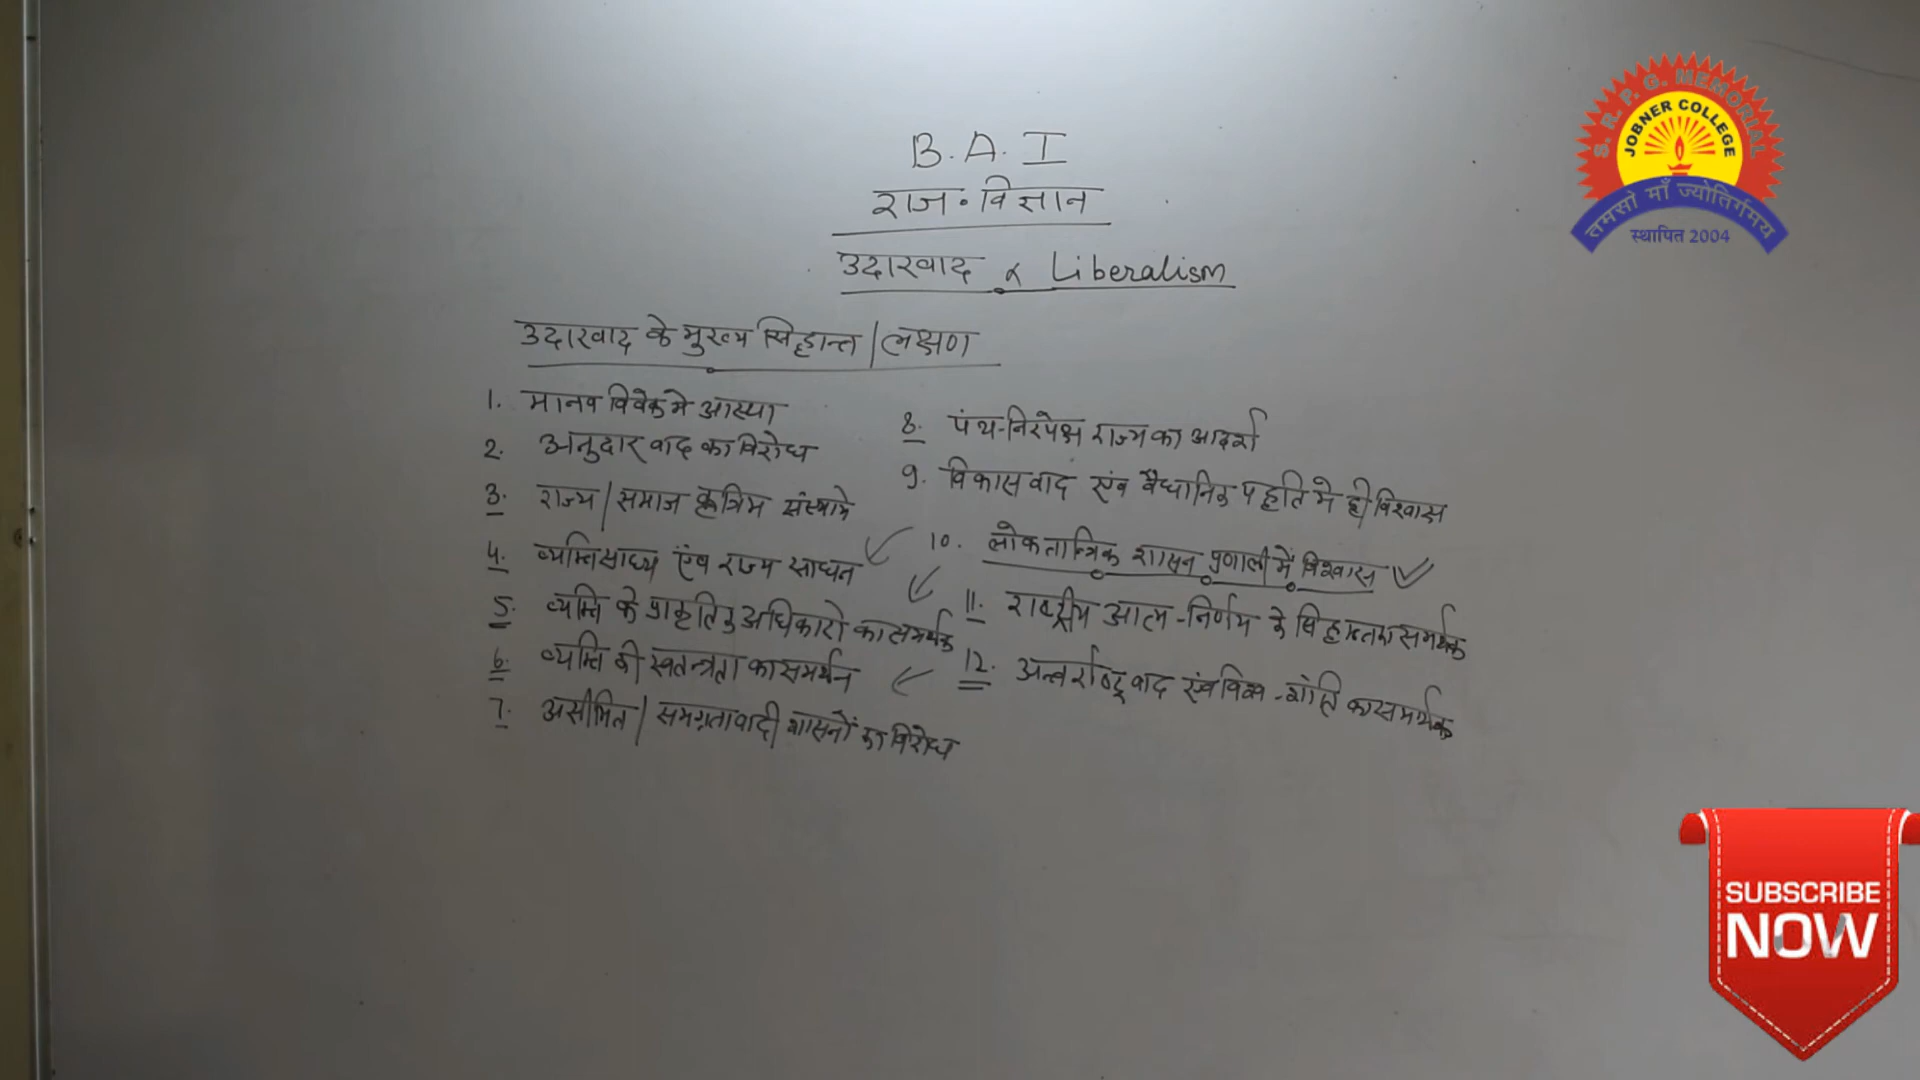 B. A. I
राज. विज्ञान
उदारवाद & Liberalism
उदारवाद के मुख्य सिद्धान्त / लक्षण
1. मानव विवेक मे आस्था
2. अनुदारवाद का विरोध
3. राज्य / समाज कृत्रिम संस्थाये
4. व्यक्ति साध्य एंव राज्य साधन
5. व्यक्ति के प्राकृतिक अधिकारो का समर्थक
6. व्यक्ति की स्वतन्त्रता का समर्थन
7. असीमित / समग्रतावादी शासनों का विरोध
8. पंथ-निरपेक्ष राज्य का आदर्श
9. विकासवाद एंव वैधानिक पद्धति मे ही विश्वास
10. लोकतान्त्रिक शासन प्रणाली में विश्वास
11. राष्ट्रीय आत्म-निर्णय के सिद्धान्त का समर्थक
12. अन्तर्राष्ट्रवाद एंव विश्व-शांति का समर्थक
S. R. P. G. MEMORIAL
JOBNER COLLEGE
तमसो माँ ज्योतिर्गमय
स्थापित 2004
SUBSCRIBE
NOW